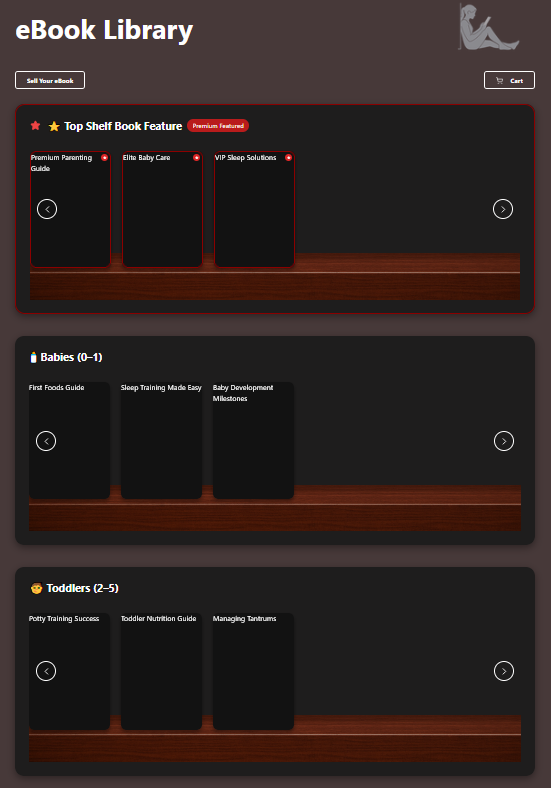 eBook Library
Sell Your eBook
Cart
Top Shelf Book Feature
Premium Featured
Premium Parenting
Guide
Elite Baby Care
VIP Sleep Solutions
Babies (0–1)
First Foods Guide
Sleep Training Made Easy
Baby Development
Milestones
Toddlers (2–5)
Potty Training Success
Toddler Nutrition Guide
Managing Tantrums